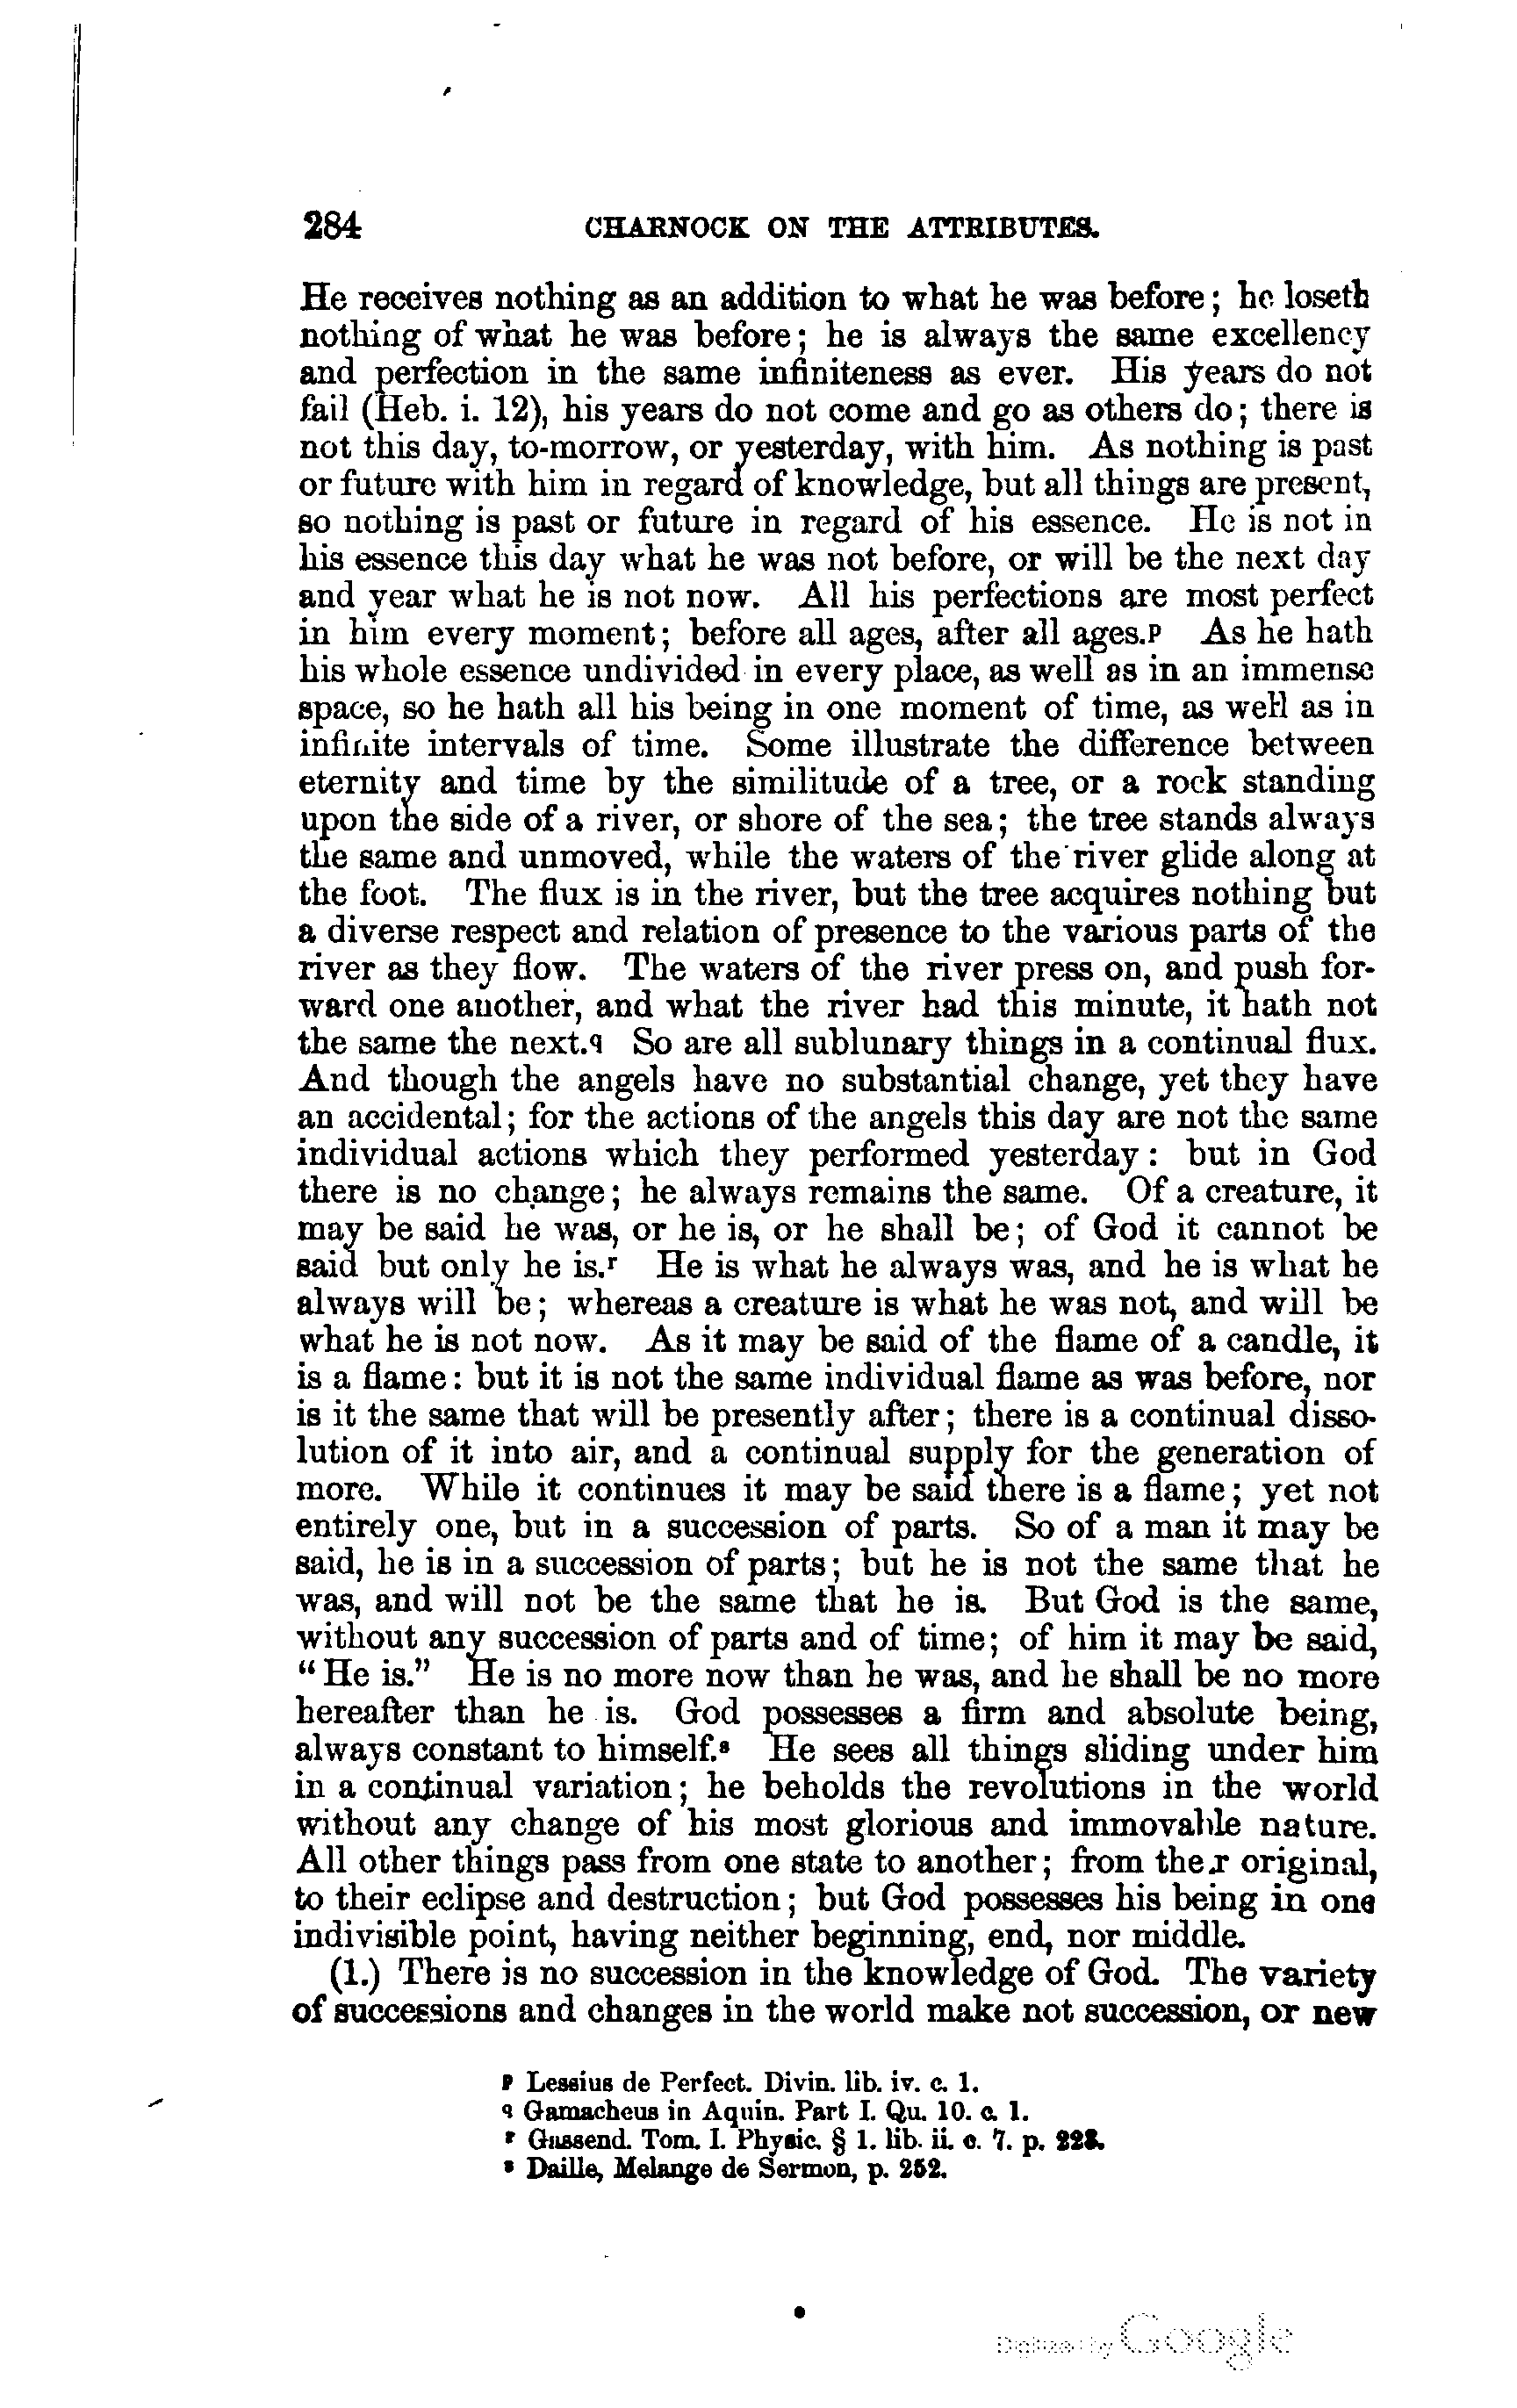 284 CHARNOCK ON THE ATTRIBUTES.
He receives nothing as an addition to what he was before; he loseth
nothing of what he was before; he is always the same excellency
and perfection in the same infiniteness as ever. His years do not
fail (Heb. i. 12), his years do not come and go as others do; there is
not this day, to-morrow, or yesterday, with him. As nothing is past
or future with him in regard of knowledge, but all things are present,
so nothing is past or future in regard of his essence. He is not in
his essence this day what he was not before, or will be the next day
and year what he is not now. All his perfections are most perfect
in him every moment; before all ages, after all ages.p As he hath
his whole essence undivided in every place, as well as in an immense
space, so he hath all his being in one moment of time, as well as in
infinite intervals of time. Some illustrate the difference between
eternity and time by the similitude of a tree, or a rock standing
upon the side of a river, or shore of the sea; the tree stands always
the same and unmoved, while the waters of the river glide along at
the foot. The flux is in the river, but the tree acquires nothing but
a diverse respect and relation of presence to the various parts of the
river as they flow. The waters of the river press on, and push for-
ward one another, and what the river had this minute, it hath not
the same the next.q So are all sublunary things in a continual flux.
And though the angels have no substantial change, yet they have
an accidental; for the actions of the angels this day are not the same
individual actions which they performed yesterday: but in God
there is no change; he always remains the same. Of a creature, it
may be said he was, or he is, or he shall be; of God it cannot be
said but only he is.r He is what he always was, and he is what he
always will be; whereas a creature is what he was not, and will be
what he is not now. As it may be said of the flame of a candle, it
is a flame: but it is not the same individual flame as was before, nor
is it the same that will be presently after; there is a continual disso-
lution of it into air, and a continual supply for the generation of
more. While it continues it may be said there is a flame; yet not
entirely one, but in a succession of parts. So of a man it may be
said, he is in a succession of parts; but he is not the same that he
was, and will not be the same that he is. But God is the same,
without any succession of parts and of time; of him it may be said,
"He is." He is no more now than he was, and he shall be no more
hereafter than he is. God possesses a firm and absolute being,
always constant to himself.s He sees all things sliding under him
in a continual variation; he beholds the revolutions in the world
without any change of his most glorious and immovable nature.
All other things pass from one state to another; from their original,
to their eclipse and destruction; but God possesses his being in one
indivisible point, having neither beginning, end, nor middle.
(1.) There is no succession in the knowledge of God. The variety
of successions and changes in the world make not succession, or new
p Lessius de Perfect. Divin. lib. iv. c. 1.
q Gamacheus in Aquin. Part I. Qu. 10. c. 1.
r Gassend. Tom. I. Physic. § 1. lib. ii. c. 7. p. 223.
s Daille, Melange de Sermon, p. 252.
Digitized by Google